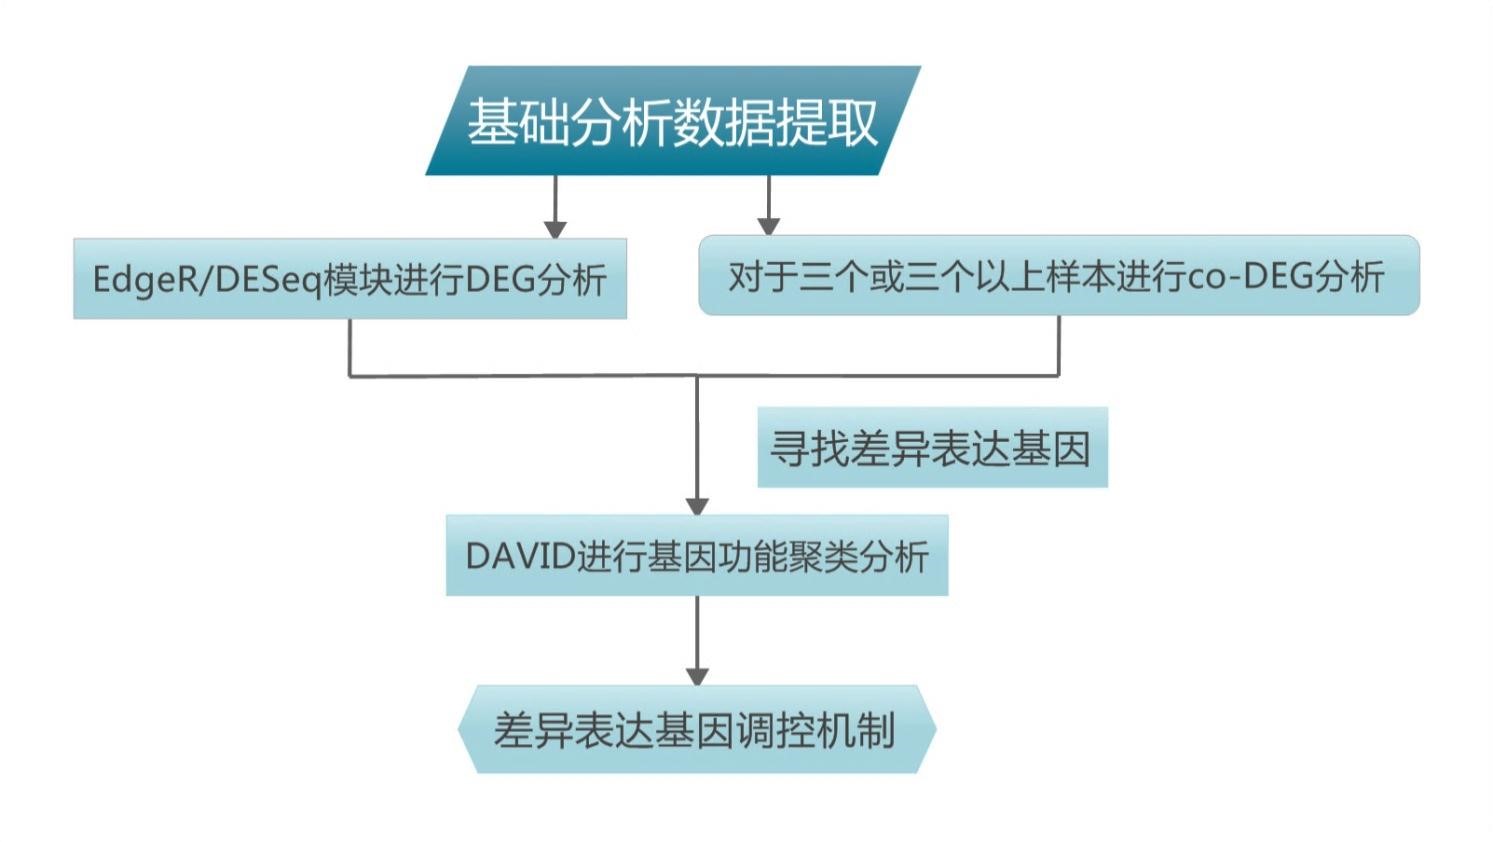 基础分析数据提取
EdgeR/DESeq模块进行DEG分析
对于三个或三个以上样本进行co-DEG分析
寻找差异表达基因
DAVID进行基因功能聚类分析
差异表达基因调控机制